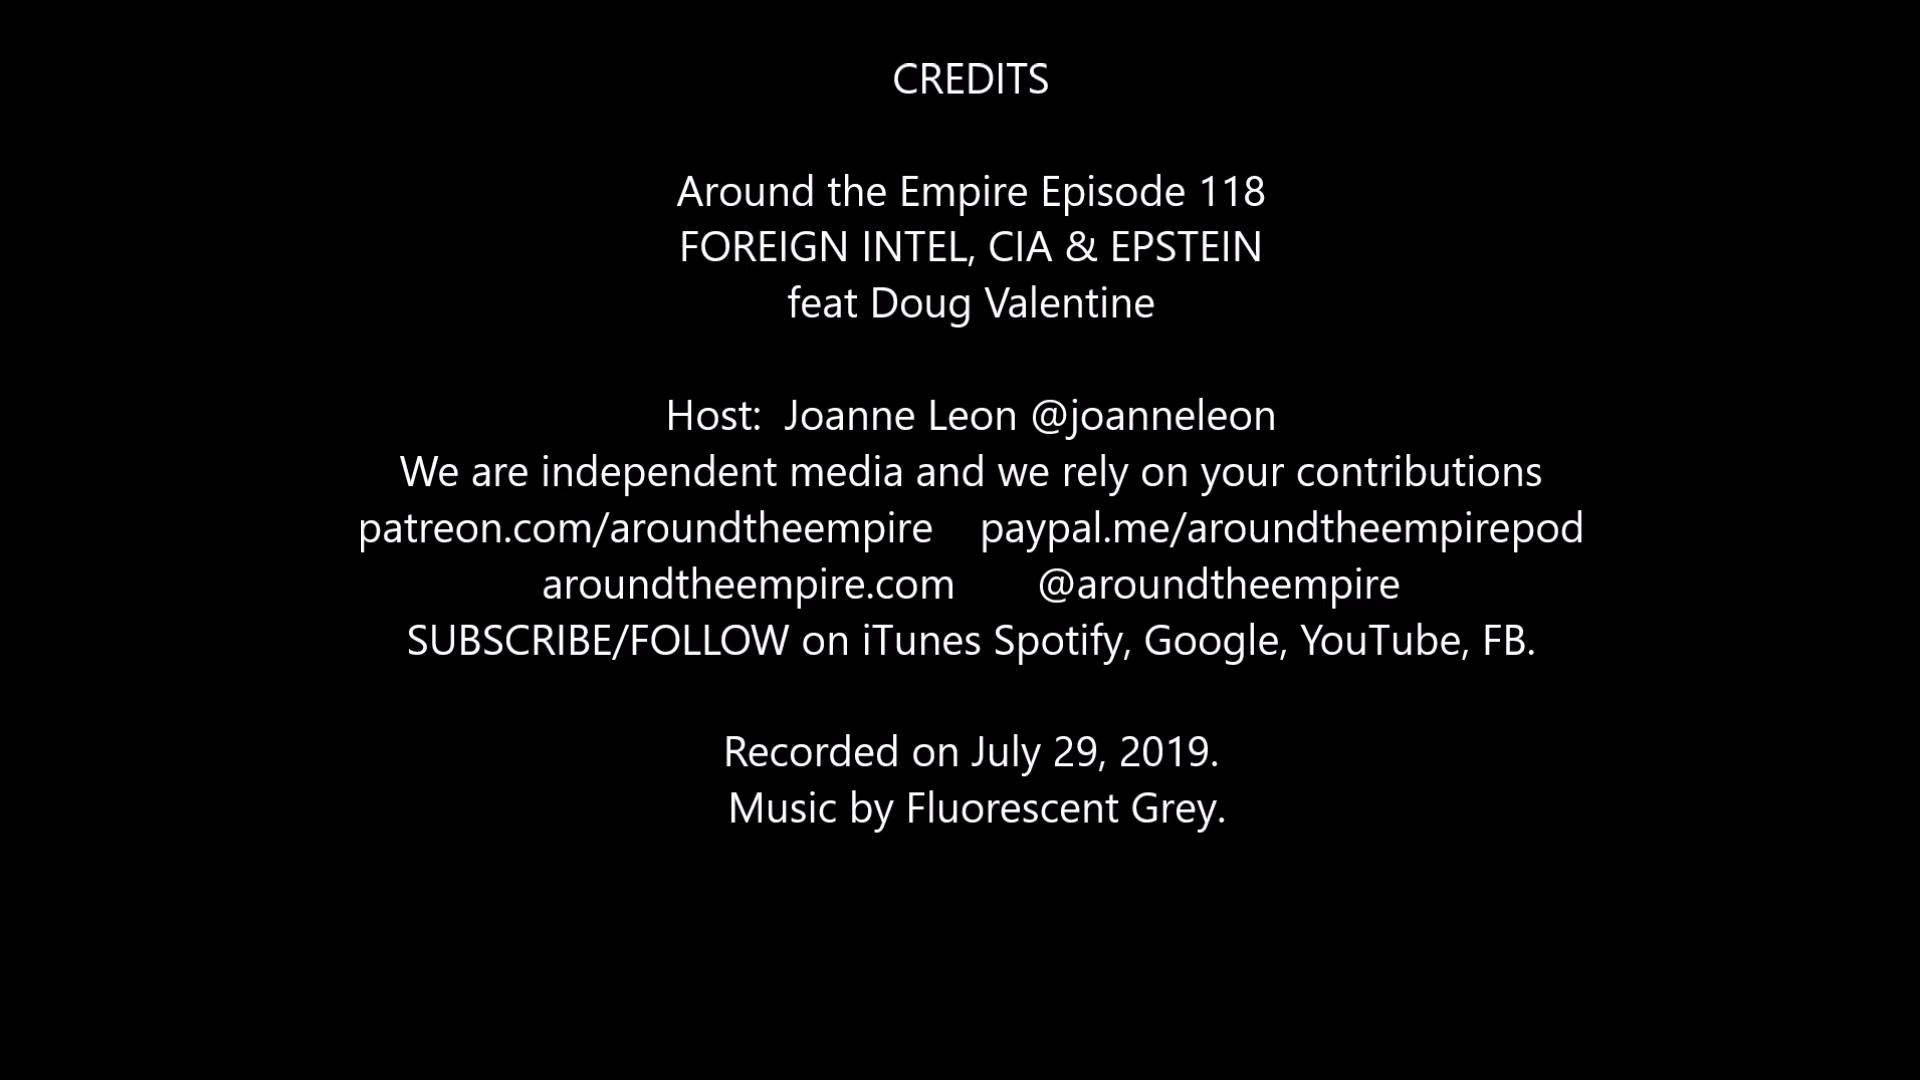 CREDITS
Around the Empire Episode 118
FOREIGN INTEL, CIA & EPSTEIN
feat Doug Valentine
Host:  Joanne Leon @joanneleon
We are independent media and we rely on your contributions
patreon.com/aroundtheempire    paypal.me/aroundtheempirepod
aroundtheempire.com       @aroundtheempire
SUBSCRIBE/FOLLOW on iTunes Spotify, Google, YouTube, FB.
Recorded on July 29, 2019.
Music by Fluorescent Grey.